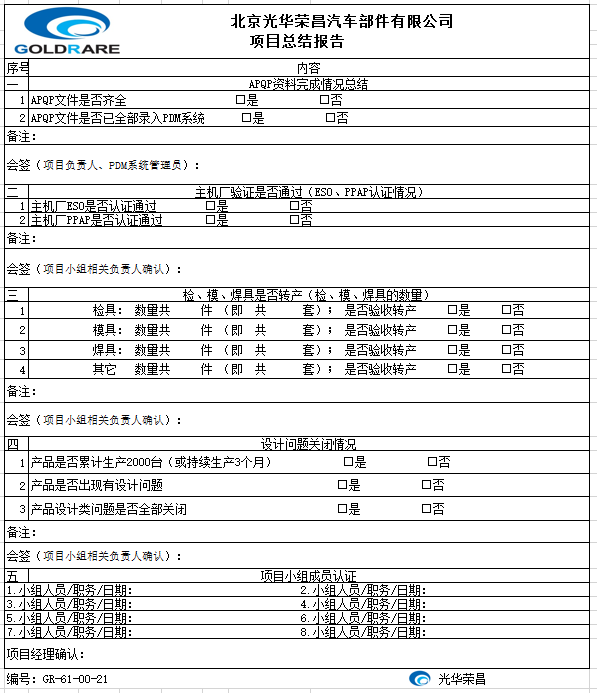 北京光华荣昌汽车部件有限公司
GOLDRARE
项目总结报告
序号 内容
一 APQP资料完成情况总结
1 APQP文件是否齐全 □是 □否
2 APQP文件是否已全部录入PDM系统 □是 □否
备注：
会签（项目负责人、PDM系统管理员）：
二 主机厂验证是否通过（ESO、PPAP认证情况）
1 主机厂ESO是否认证通过 □是 □否
2 主机厂PPAP是否认证通过 □是 □否
备注：
会签（项目小组相关负责人确认）：
三 检、模、焊具是否转产（检、模、焊具的数量）
1 检具： 数量共 件（即 共 套）； 是否验收转产 □是 □否
2 模具： 数量共 件（即 共 套）； 是否验收转产 □是 □否
3 焊具： 数量共 件（即 共 套）； 是否验收转产 □是 □否
4 其它 数量共 件（即 共 套）； 是否验收转产 □是 □否
备注：
会签（项目小组相关负责人确认）：
四 设计问题关闭情况
1 产品是否累计生产2000台（或持续生产3个月） □是 □否
2 产品是否出现有设计问题 □是 □否
3 产品设计类问题是否全部关闭 □是 □否
备注：
会签（项目小组相关负责人确认）：
五 项目小组成员认证
1.小组人员/职务/日期： 2.小组人员/职务/日期：
3.小组人员/职务/日期： 4.小组人员/职务/日期：
5.小组人员/职务/日期： 6.小组人员/职务/日期：
7.小组人员/职务/日期： 8.小组人员/职务/日期：
项目经理确认：
编号：GR-61-00-21 光华荣昌